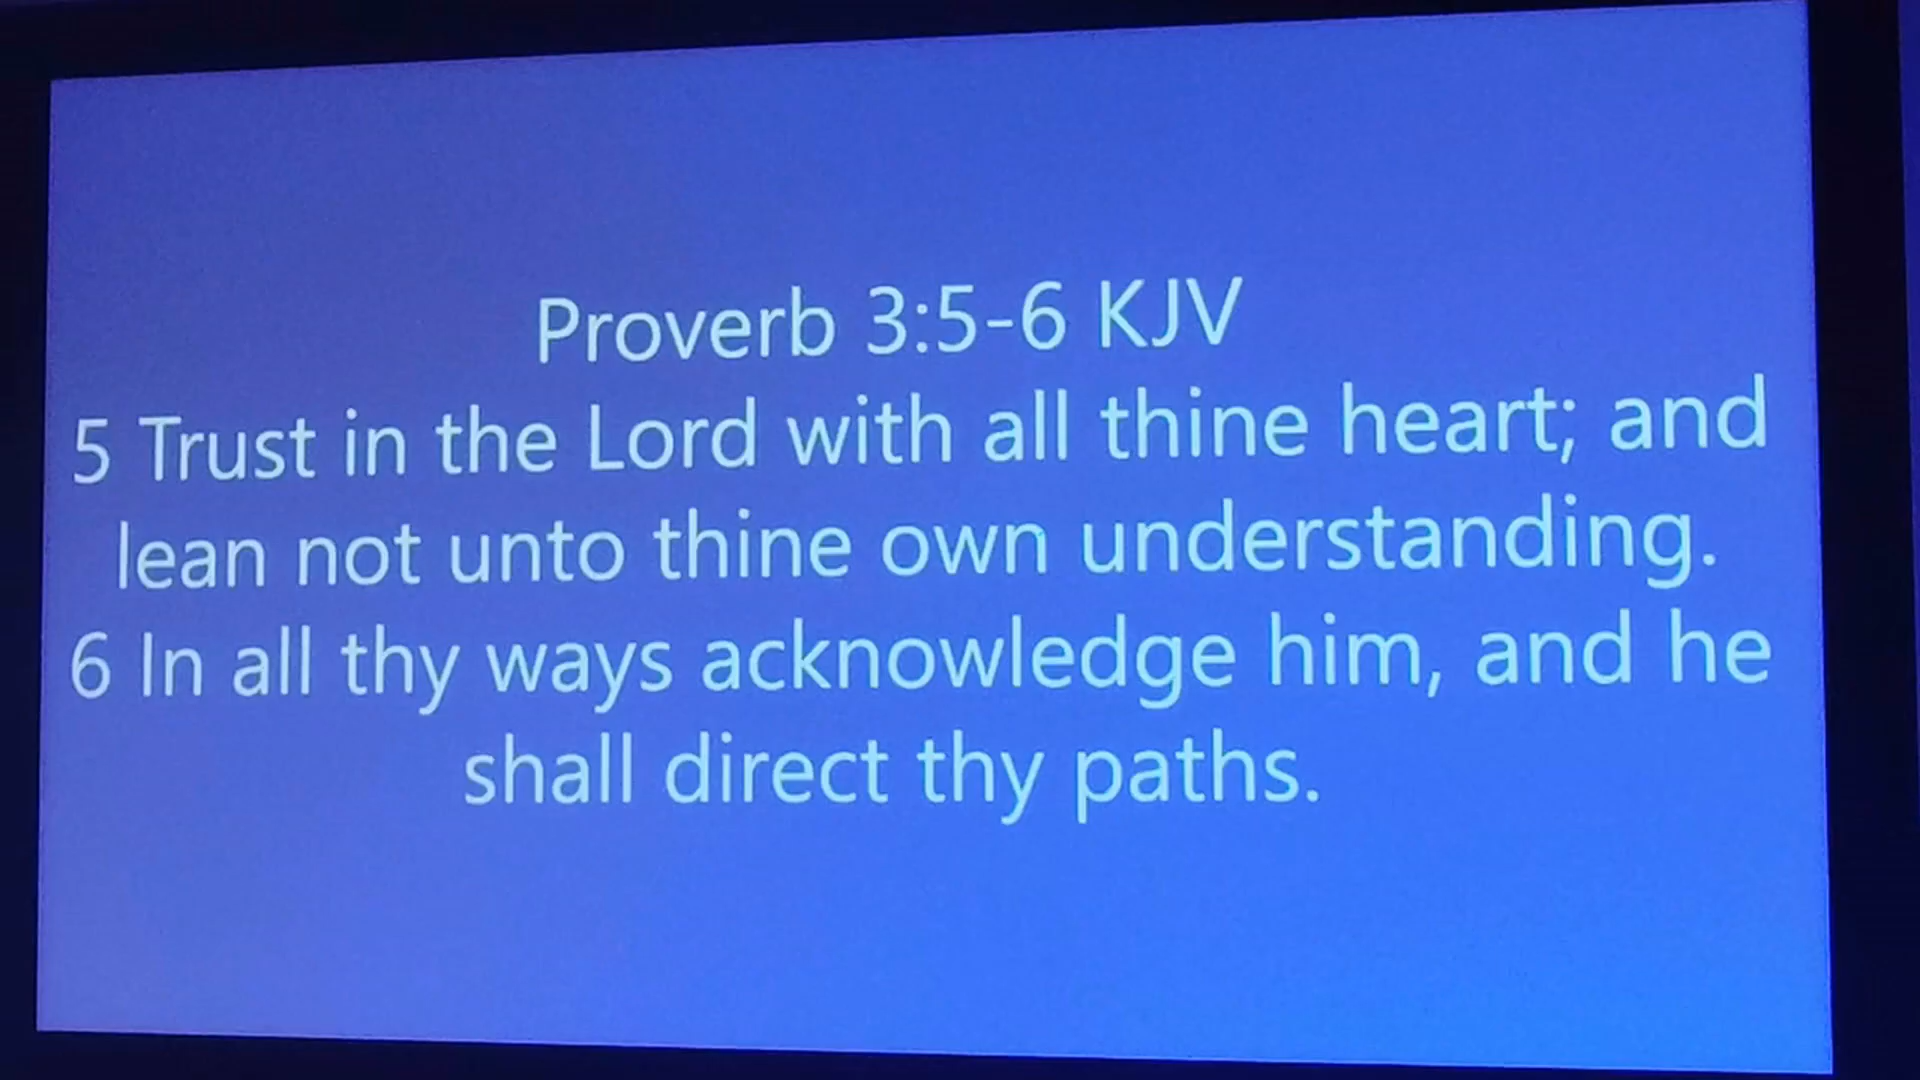 Proverb 3:5-6 KJV
5 Trust in the Lord with all thine heart; and
lean not unto thine own understanding.
6 In all thy ways acknowledge him, and he
shall direct thy paths.